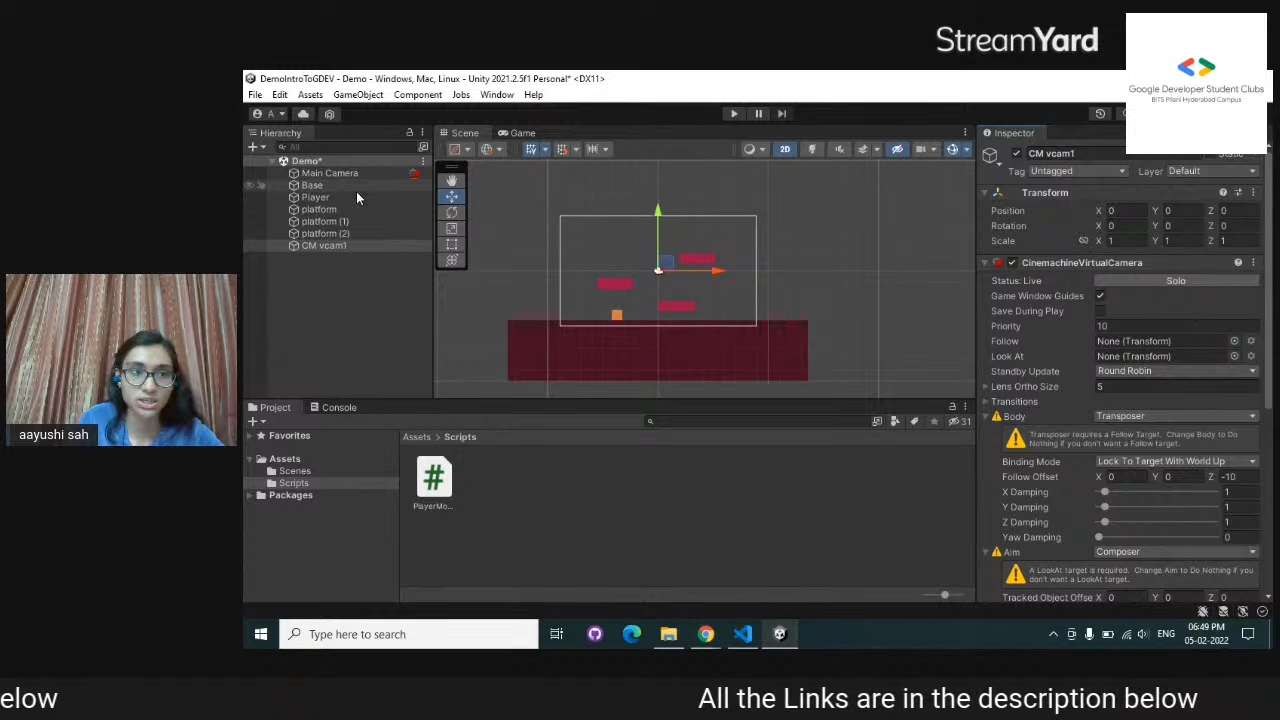 StreamYard
Google Developer Student Clubs
BITS Pilani Hyderabad Campus
DemoIntroToGDEV - Demo - Windows, Mac, Linux - Unity 2021.2.5f1 Personal* <DX11>
File Edit Assets GameObject Component Jobs Window Help
A
Hierarchy
All
Demo*
Main Camera
Base
Player
platform
platform (1)
platform (2)
CM vcam1
Scene Game
2D
Inspector
CM vcam1
Tag Untagged Layer Default
Transform
Position X 0 Y 0 Z 0
Rotation X 0 Y 0 Z 0
Scale X 1 Y 1 Z 1
CinemachineVirtualCamera
Status: Live Solo
Game Window Guides
Save During Play
Priority 10
Follow None (Transform)
Look At None (Transform)
Standby Update Round Robin
Lens Ortho Size 5
Transitions
Body Transposer
Transposer requires a Follow Target. Change Body to Do
Nothing if you don't want a Follow target.
Binding Mode Lock To Target With World Up
Follow Offset X 0 Y 0 Z -10
X Damping 1
Y Damping 1
Z Damping 1
Yaw Damping 0
Aim Composer
A LookAt target is required. Change Aim to Do Nothing if you
don't want a LookAt target.
Tracked Object Offse X 0 Y 0 Z 0
Project Console
31
Favorites
Assets
Scenes
Scripts
Packages
Assets > Scripts
#
PlayerMo...
aayushi sah
Type here to search
ENG
06:49 PM
05-02-2022
elow
All the Links are in the description below